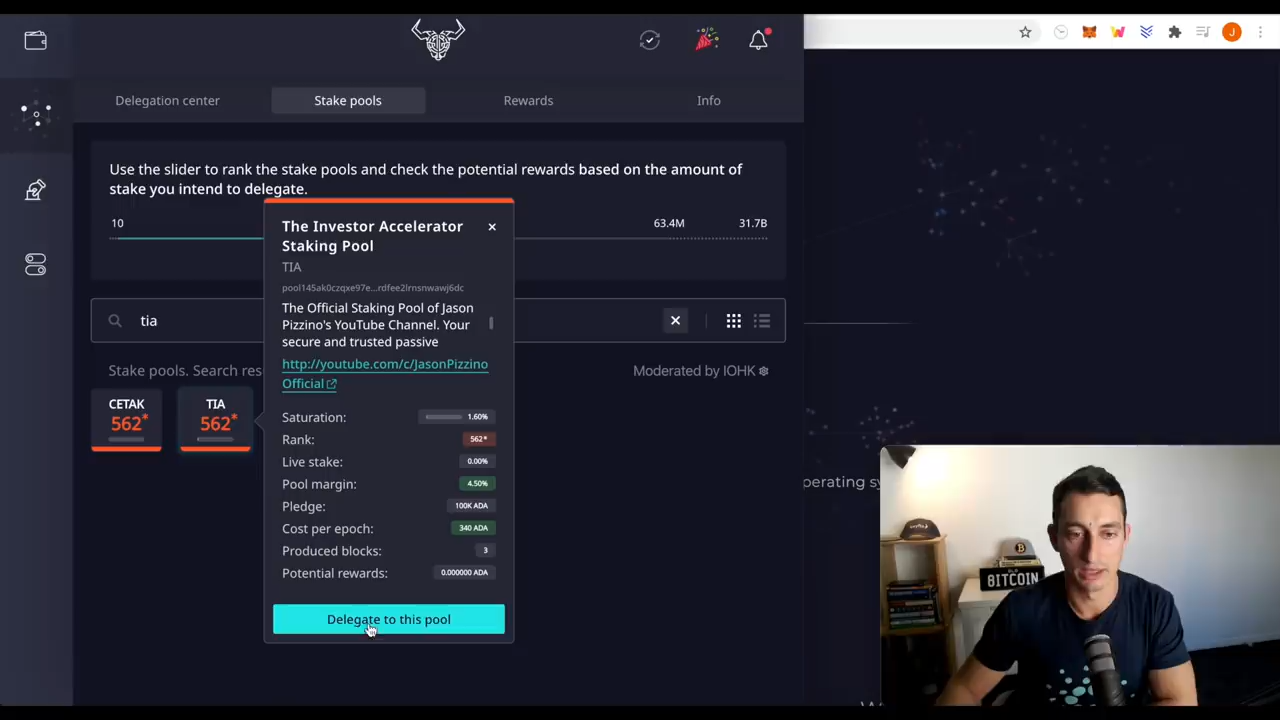 Delegation center
Stake pools
Rewards
Info
Use the slider to rank the stake pools and check the potential rewards based on the amount of
stake you intend to delegate.
10
63.4M
31.7B
The Investor Accelerator
Staking Pool
TIA
pool145ak0czqxe97e...rdfee2lrnsnwawj6dc
The Official Staking Pool of Jason
Pizzino's YouTube Channel. Your
secure and trusted passive
http://youtube.com/c/JasonPizzino
Official
Saturation: 1.60%
Rank: 562*
Live stake: 0.00%
Pool margin: 4.50%
Pledge: 100K ADA
Cost per epoch: 340 ADA
Produced blocks: 3
Potential rewards: 0.000000 ADA
Delegate to this pool
tia
Stake pools. Search res
Moderated by IOHK
CETAK
562*
TIA
562*
J
perating sy
BITCOIN